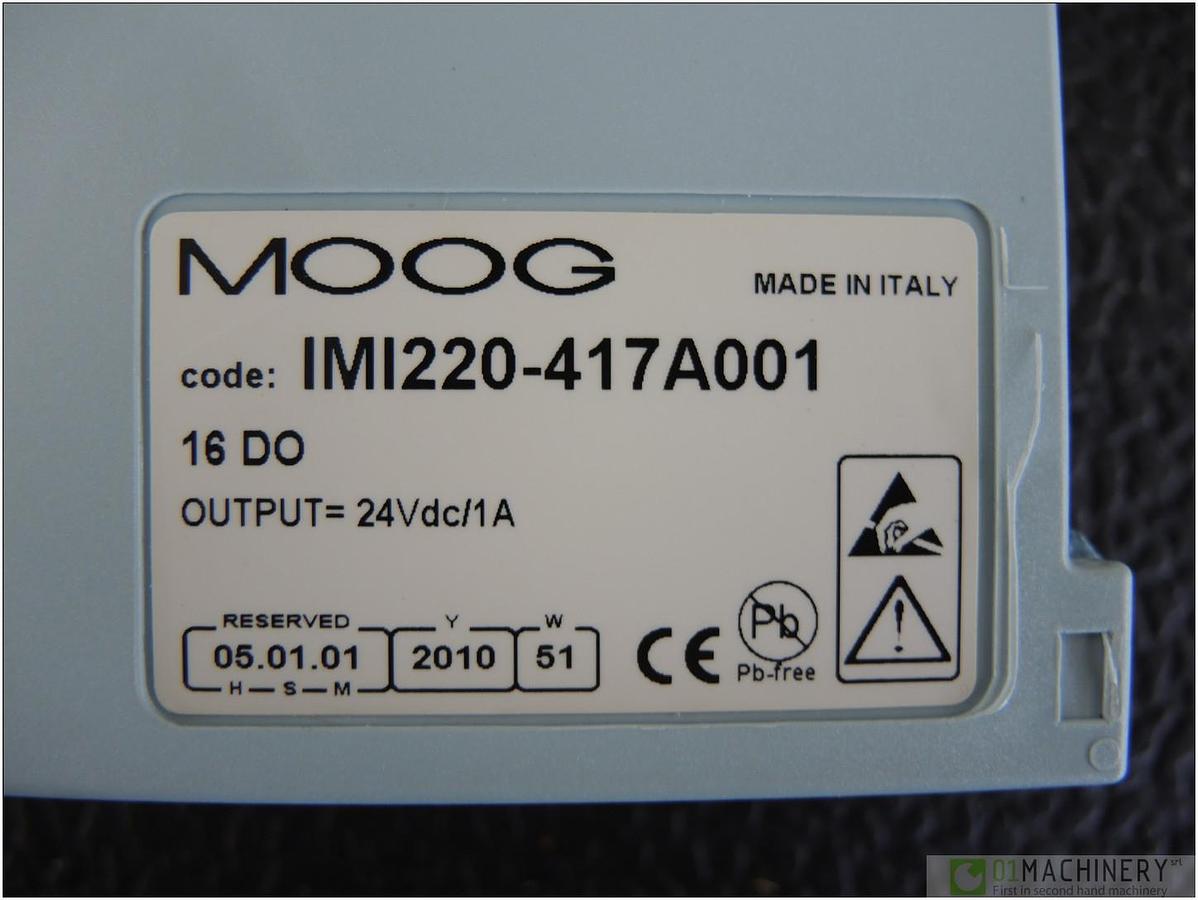 MOOG
MADE IN ITALY
code: IMI220-417A001
16 DO
OUTPUT= 24Vdc/1A
RESERVED Y W
05.01.01 2010 51
H — S — M
CE
Pb
Pb-free
01MACHINERY srl
First in second hand machinery